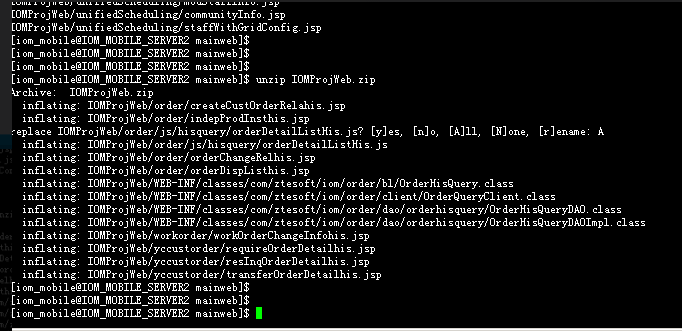 IOMProjWeb/unifiedScheduling/modStaffInfo.jsp
IOMProjWeb/unifiedScheduling/communityInfo.jsp
IOMProjWeb/unifiedScheduling/staffWithGridConfig.jsp
[iom_mobile@IOM_MOBILE_SERVER2 mainweb]$
[iom_mobile@IOM_MOBILE_SERVER2 mainweb]$
[iom_mobile@IOM_MOBILE_SERVER2 mainweb]$
[iom_mobile@IOM_MOBILE_SERVER2 mainweb]$ unzip IOMProjWeb.zip
Archive:  IOMProjWeb.zip
  inflating: IOMProjWeb/order/createCustOrderRelahis.jsp
  inflating: IOMProjWeb/order/indepProdInsthis.jsp
replace IOMProjWeb/order/js/hisquery/orderDetailListHis.js? [y]es, [n]o, [A]ll, [N]one, [r]ename: A
  inflating: IOMProjWeb/order/js/hisquery/orderDetailListHis.js
  inflating: IOMProjWeb/order/orderChangeRelhis.jsp
  inflating: IOMProjWeb/order/orderDispListhis.jsp
  inflating: IOMProjWeb/WEB-INF/classes/com/ztesoft/iom/order/bl/OrderHisQuery.class
  inflating: IOMProjWeb/WEB-INF/classes/com/ztesoft/iom/order/client/OrderQueryClient.class
  inflating: IOMProjWeb/WEB-INF/classes/com/ztesoft/iom/order/dao/orderhisquery/OrderHisQueryDAO.class
  inflating: IOMProjWeb/WEB-INF/classes/com/ztesoft/iom/order/dao/orderhisquery/OrderHisQueryDAOImpl.class
  inflating: IOMProjWeb/workorder/workOrderChangeInfohis.jsp
  inflating: IOMProjWeb/yccustorder/requireOrderDetailhis.jsp
  inflating: IOMProjWeb/yccustorder/resInqOrderDetailhis.jsp
  inflating: IOMProjWeb/yccustorder/transferOrderDetailhis.jsp
[iom_mobile@IOM_MOBILE_SERVER2 mainweb]$
[iom_mobile@IOM_MOBILE_SERVER2 mainweb]$
[iom_mobile@IOM_MOBILE_SERVER2 mainweb]$